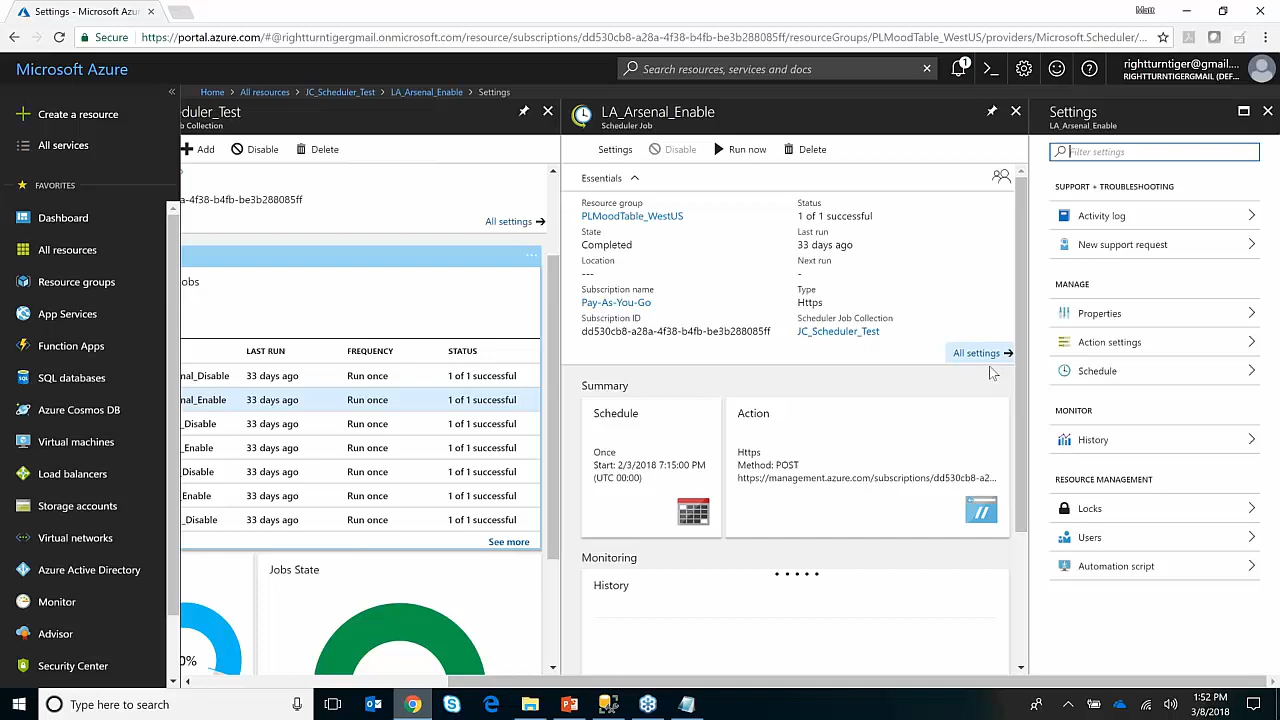 Settings - Microsoft Azur
Matt
Secure
https://portal.azure.com/#@rightturntigergmail.onmicrosoft.com/resource/subscriptions/dd530cb8-a28a-4f38-b4fb-be3b288085ff/resourceGroups/PLMoodTable_WestUS/providers/Microsoft.Scheduler/...
Microsoft Azure
Search resources, services and docs
1
rightturntiger@gmail....
RIGHTTURNTIGERGMAIL (DEF...
Home > All resources > JC_Scheduler_Test > LA_Arsenal_Enable > Settings
Create a resource
All services
FAVORITES
Dashboard
All resources
Resource groups
App Services
Function Apps
SQL databases
Azure Cosmos DB
Virtual machines
Load balancers
Storage accounts
Virtual networks
Azure Active Directory
Monitor
Advisor
Security Center
duler_Test
b Collection
Add
Disable
Delete
a-4f38-b4fb-be3b288085ff
All settings
obs
LAST RUN FREQUENCY STATUS
nal_Disable 33 days ago Run once 1 of 1 successful
nal_Enable 33 days ago Run once 1 of 1 successful
_Disable 33 days ago Run once 1 of 1 successful
_Enable 33 days ago Run once 1 of 1 successful
Disable 33 days ago Run once 1 of 1 successful
Enable 33 days ago Run once 1 of 1 successful
_Disable 33 days ago Run once 1 of 1 successful
See more
0%
Jobs State
LA_Arsenal_Enable
Scheduler Job
Settings
Disable
Run now
Delete
Essentials
Resource group
PLMoodTable_WestUS
State
Completed
Location
---
Subscription name
Pay-As-You-Go
Subscription ID
dd530cb8-a28a-4f38-b4fb-be3b288085ff
Status
1 of 1 successful
Last run
33 days ago
Next run
-
Type
Https
Scheduler Job Collection
JC_Scheduler_Test
All settings
Summary
Schedule
Once
Start: 2/3/2018 7:15:00 PM
(UTC 00:00)
Action
Https
Method: POST
https://management.azure.com/subscriptions/dd530cb8-a2...
Monitoring
History
Settings
LA_Arsenal_Enable
Filter settings
SUPPORT + TROUBLESHOOTING
Activity log
New support request
MANAGE
Properties
Action settings
Schedule
MONITOR
History
RESOURCE MANAGEMENT
Locks
Users
Automation script
Type here to search
1:52 PM
3/8/2018